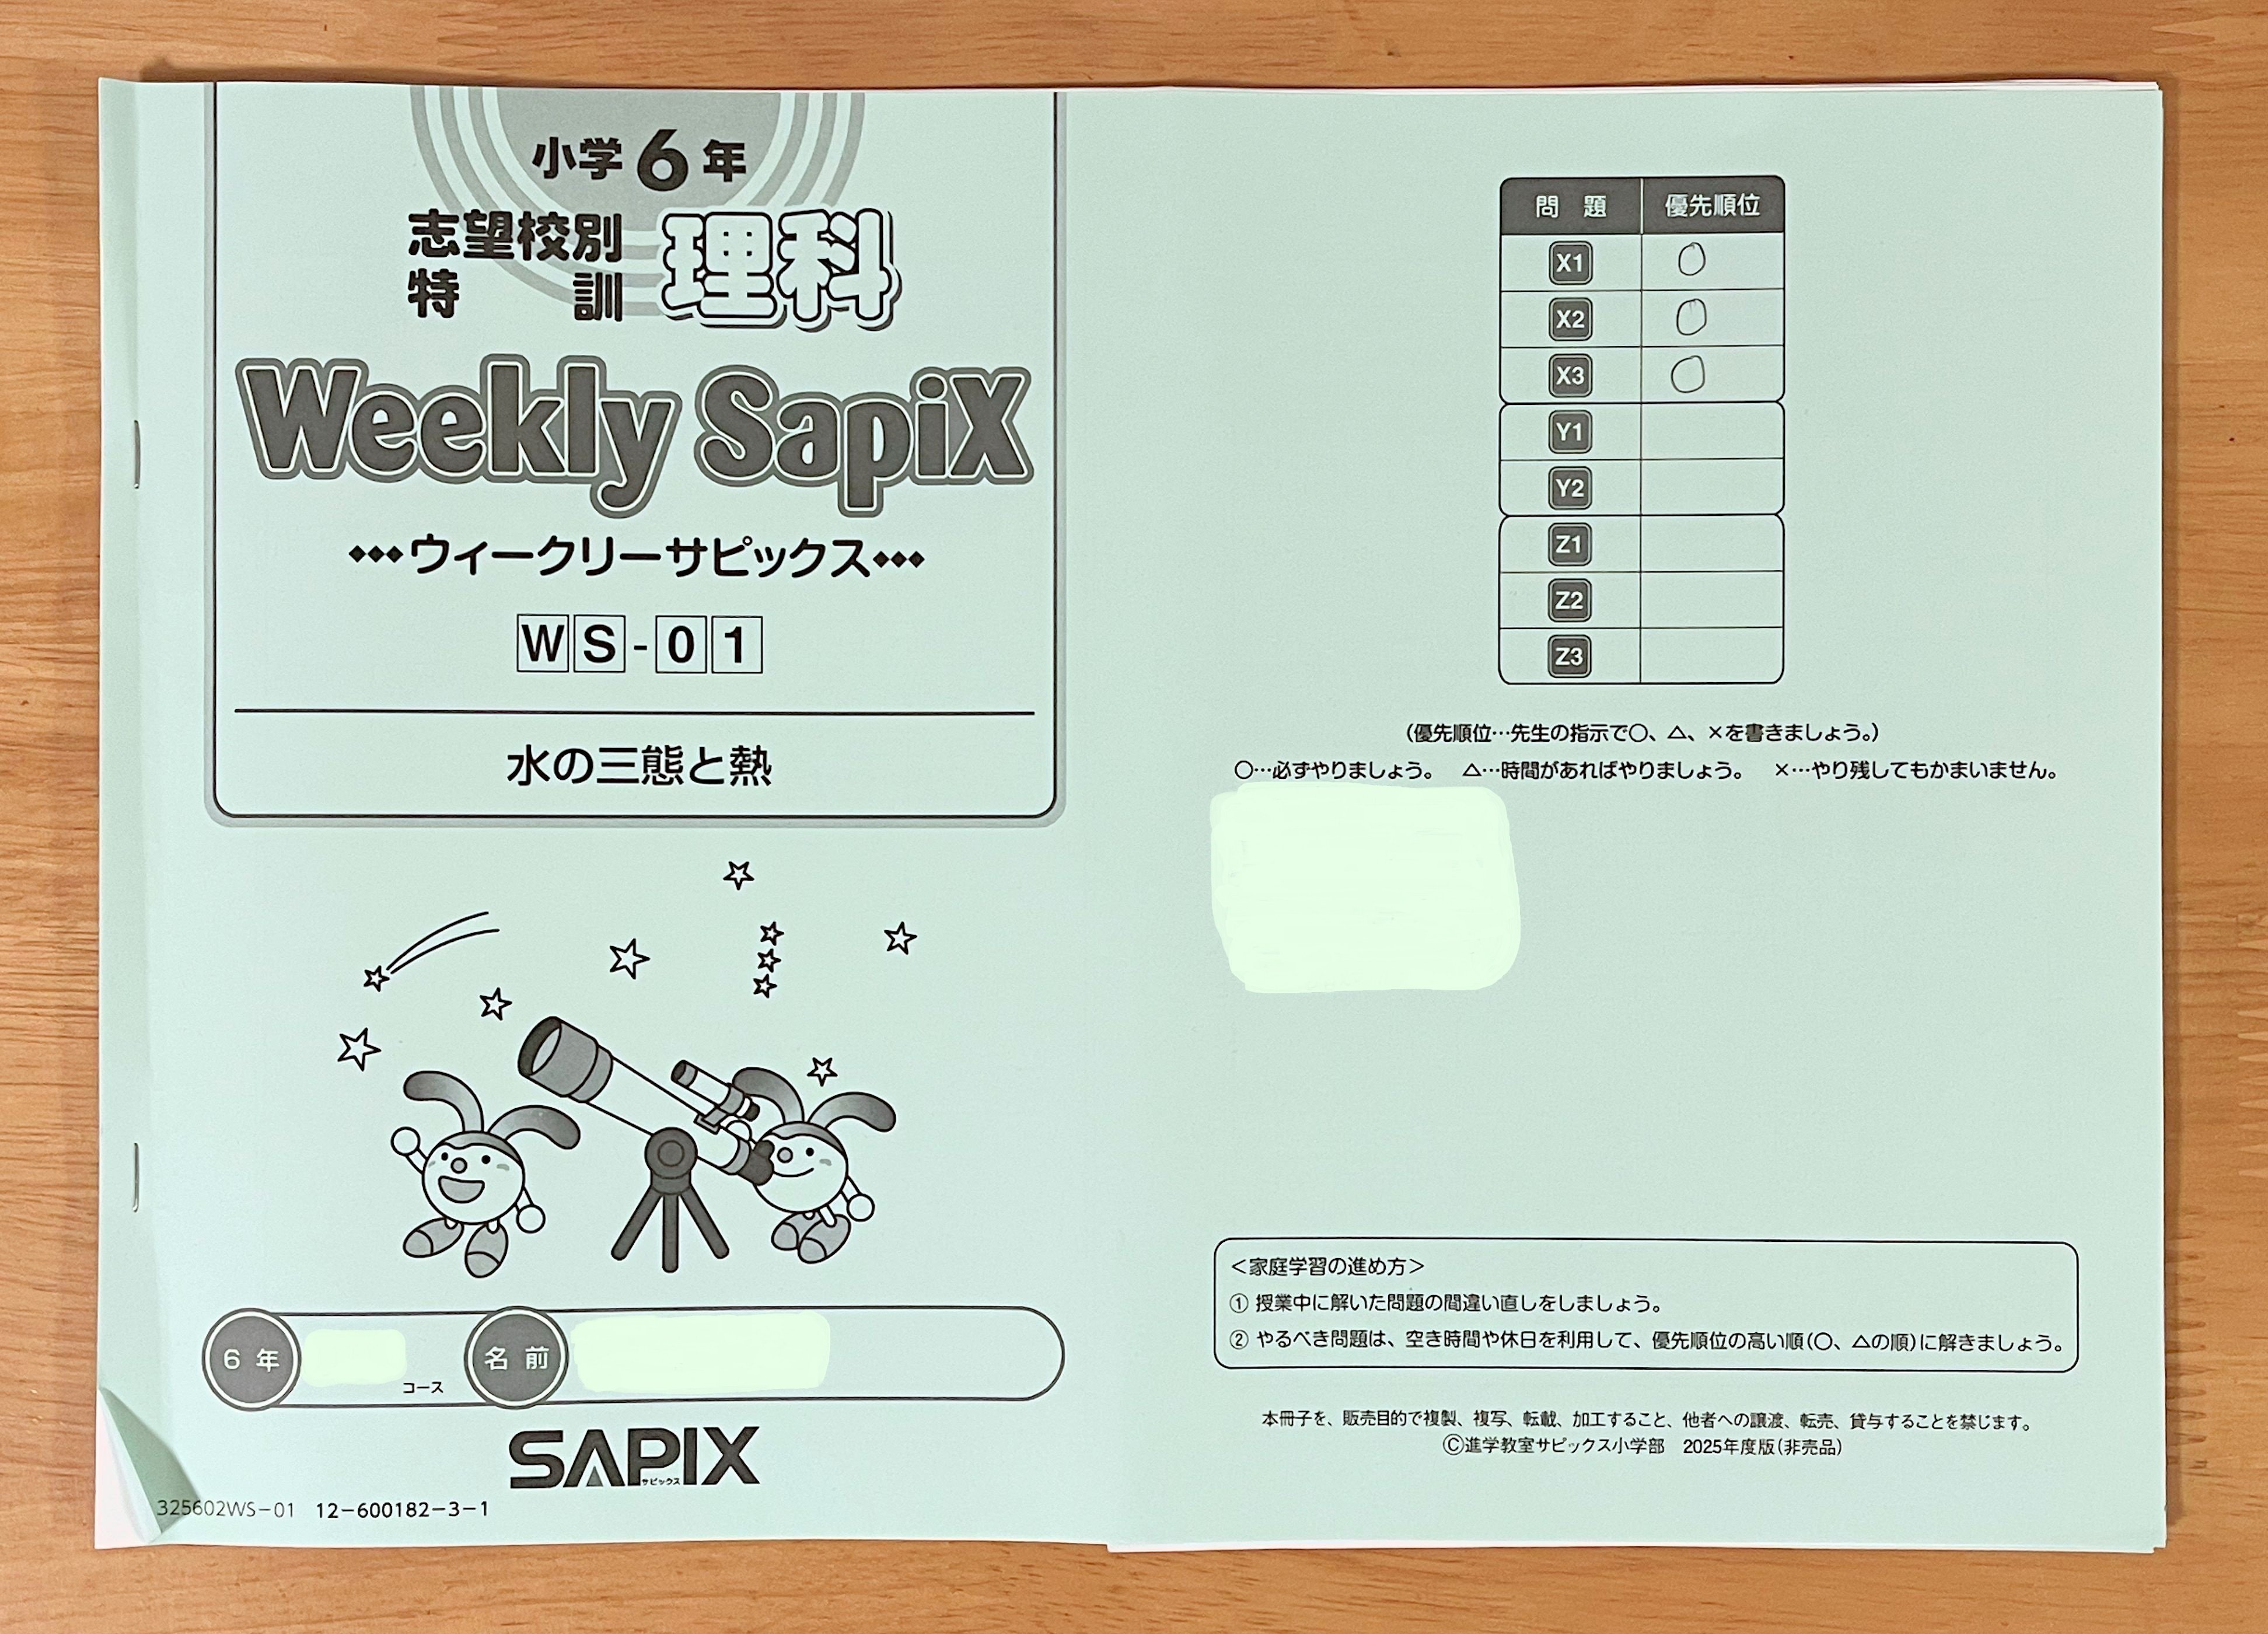 小学6年
志望校別
特訓
理科
Weekly SapiX
ウィークリーサピックス
WS-01
水の三態と熱
6年
コース
名前
SAPIX
サピックス
325602WS-01 12-600182-3-1
問題 優先順位
X1 ○
X2 ○
X3 ○
Y1
Y2
Z1
Z2
Z3
(優先順位…先生の指示で○、△、×を書きましょう。)
○…必ずやりましょう。 △…時間があればやりましょう。 ×…やり残してもかまいません。
<家庭学習の進め方>
① 授業中に解いた問題の間違い直しをしましょう。
② やるべき問題は、空き時間や休日を利用して、優先順位の高い順(○、△の順)に解きましょう。
本冊子を、販売目的で複製、複写、転載、加工すること、他者への譲渡、転売、貸与することを禁じます。
Ⓒ進学教室サピックス小学部 2025年度版(非売品)